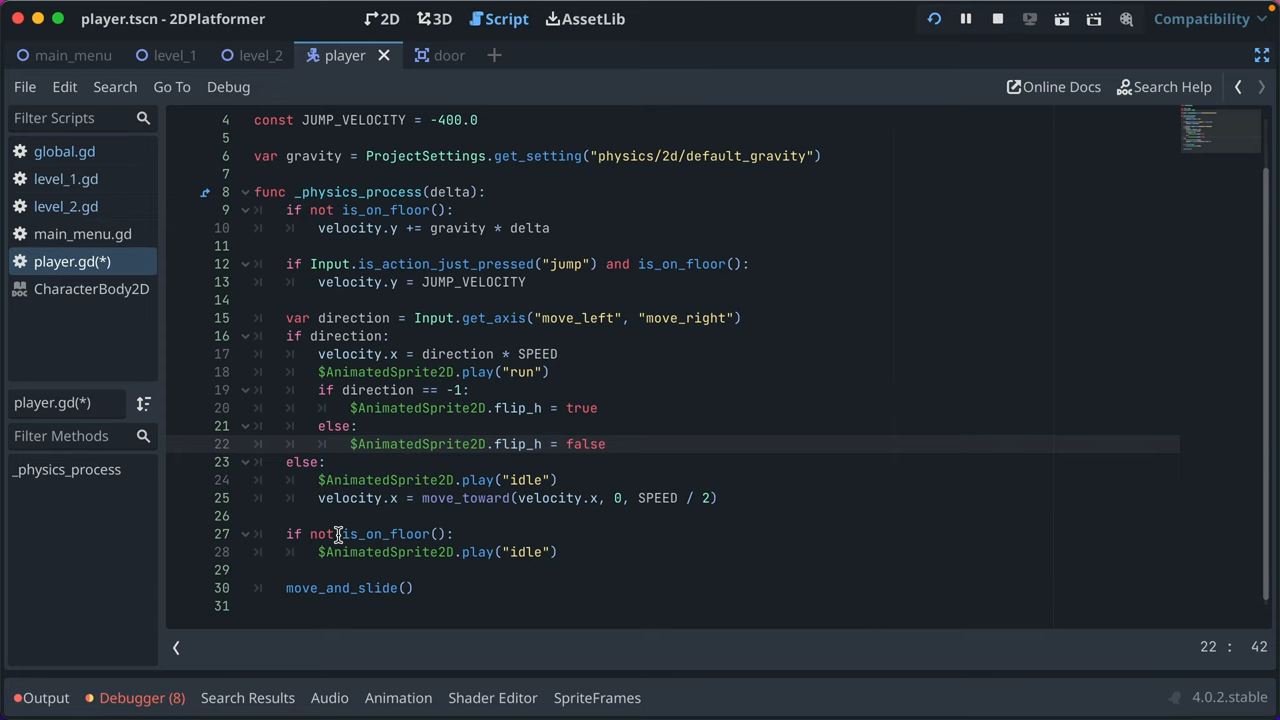 player.tscn - 2DPlatformer
2D
3D
Script
AssetLib
Compatibility
main_menu
level_1
level_2
player
door
File
Edit
Search
Go To
Debug
Online Docs
Search Help
Filter Scripts
global.gd
level_1.gd
level_2.gd
main_menu.gd
player.gd(*)
CharacterBody2D
player.gd(*)
Filter Methods
_physics_process
4 const JUMP_VELOCITY = -400.0
5
6 var gravity = ProjectSettings.get_setting("physics/2d/default_gravity")
7
8 func _physics_process(delta):
9 if not is_on_floor():
10 velocity.y += gravity * delta
11
12 if Input.is_action_just_pressed("jump") and is_on_floor():
13 velocity.y = JUMP_VELOCITY
14
15 var direction = Input.get_axis("move_left", "move_right")
16 if direction:
17 velocity.x = direction * SPEED
18 $AnimatedSprite2D.play("run")
19 if direction == -1:
20 $AnimatedSprite2D.flip_h = true
21 else:
22 $AnimatedSprite2D.flip_h = false
23 else:
24 $AnimatedSprite2D.play("idle")
25 velocity.x = move_toward(velocity.x, 0, SPEED / 2)
26
27 if not is_on_floor():
28 $AnimatedSprite2D.play("idle")
29
30 move_and_slide()
31
22 : 42
Output
Debugger (8)
Search Results
Audio
Animation
Shader Editor
SpriteFrames
4.0.2.stable